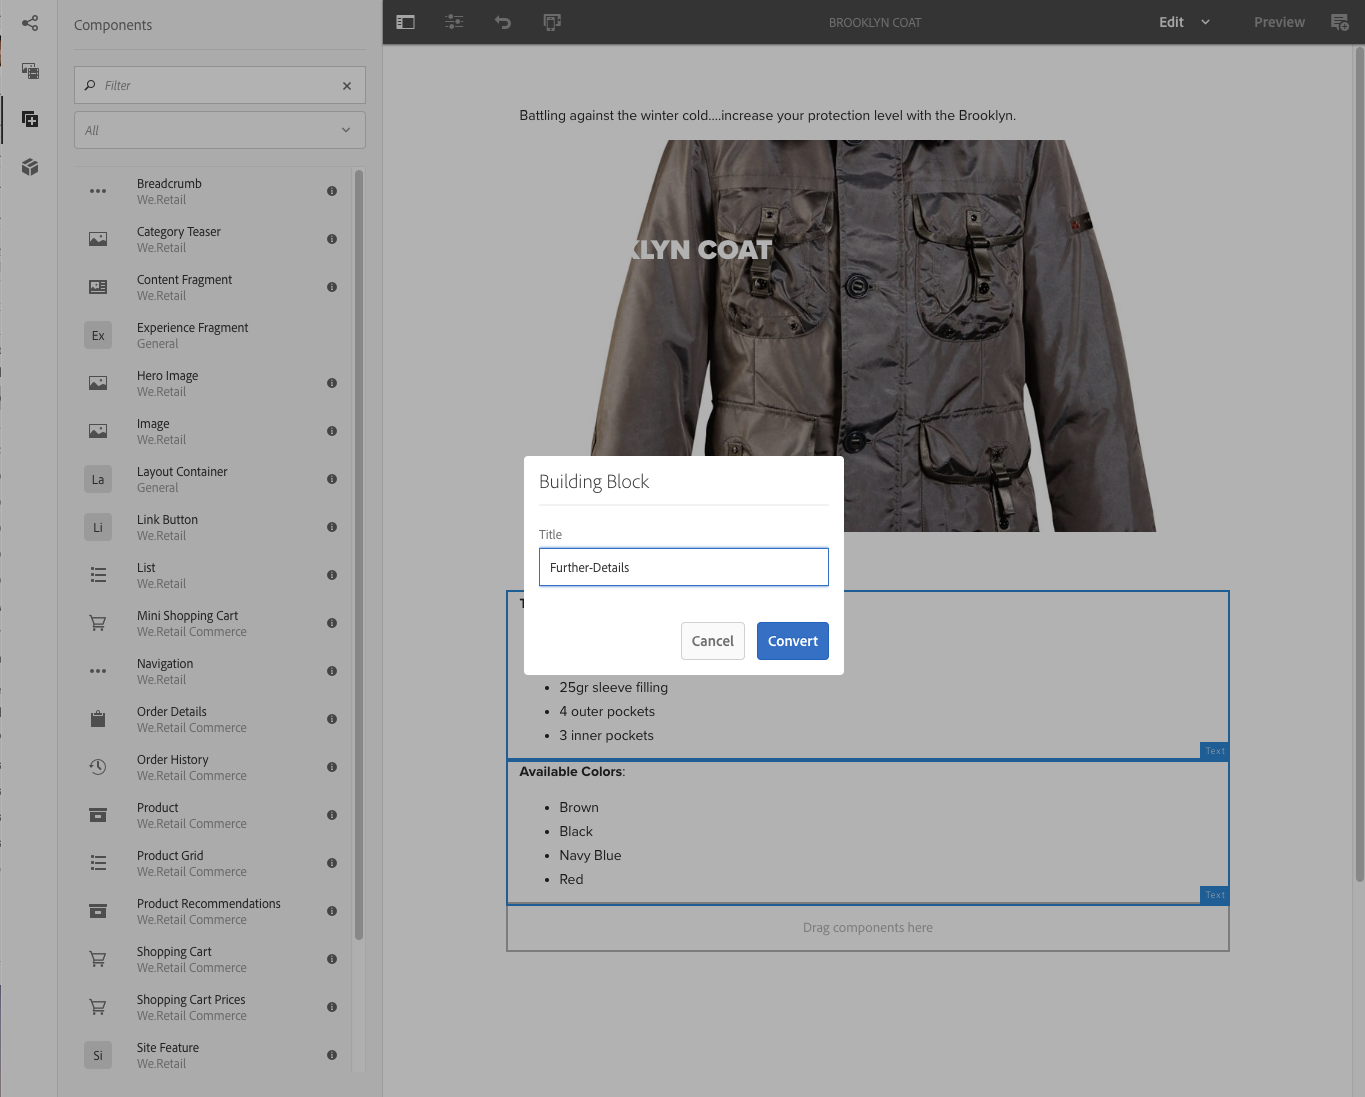 Components
Filter
All
Breadcrumb
We.Retail
Category Teaser
We.Retail
Content Fragment
We.Retail
Ex
Experience Fragment
General
Hero Image
We.Retail
Image
We.Retail
La
Layout Container
General
Li
Link Button
We.Retail
List
We.Retail
Mini Shopping Cart
We.Retail Commerce
Navigation
We.Retail
Order Details
We.Retail Commerce
Order History
We.Retail Commerce
Product
We.Retail Commerce
Product Grid
We.Retail Commerce
Product Recommendations
We.Retail Commerce
Shopping Cart
We.Retail Commerce
Shopping Cart Prices
We.Retail Commerce
Si
Site Feature
We.Retail
BROOKLYN COAT
Edit
Preview
Battling against the winter cold....increase your protection level with the Brooklyn.
KLYN COAT
Building Block
Title
Further-Details
Cancel
Convert
• 25gr sleeve filling
• 4 outer pockets
• 3 inner pockets
Text
Available Colors:
• Brown
• Black
• Navy Blue
• Red
Text
Drag components here